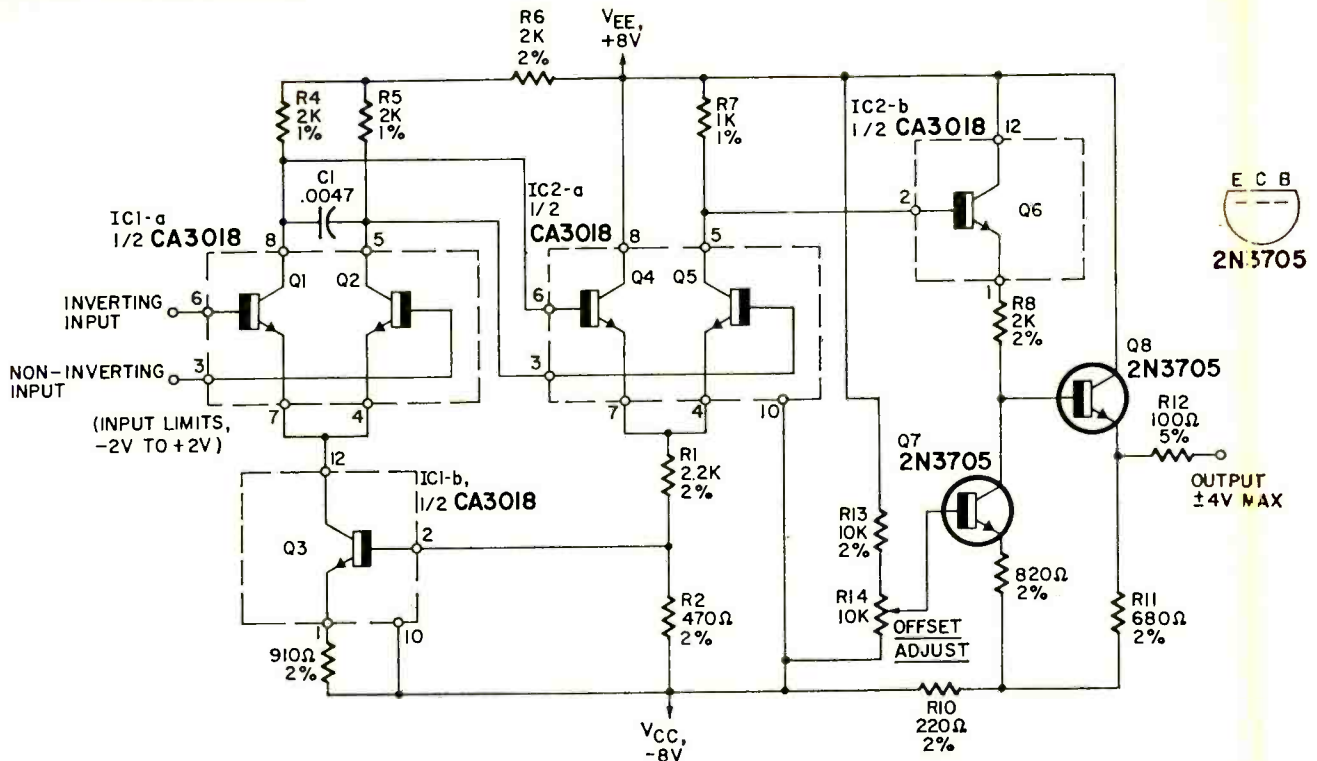 R6
2K
2%
VEE,
+8V
R4
2K
1%
R5
2K
1%
R7
1K
1%
IC2-b
1/2 CA3018
12
2
Q6
1
E C B
2N3705
C1
.0047
IC1-a
1/2 CA3018
8
5
IC2-a
1/2
CA3018
8
5
Q1
Q2
6
3
7
4
INVERTING
INPUT
NON-INVERTING
INPUT
(INPUT LIMITS,
-2V TO +2V)
Q4
Q5
6
3
7
4
10
R8
2K
2%
Q8
2N3705
R12
100Ω
5%
OUTPUT
±4V MAX
12
IC1-b,
1/2 CA3018
Q3
2
1
10
910Ω
2%
R1
2.2K
2%
R2
470Ω
2%
Q7
2N3705
R13
10K
2%
R14
10K
OFFSET
ADJUST
820Ω
2%
R11
680Ω
2%
R10
220Ω
2%
VCC,
-8V